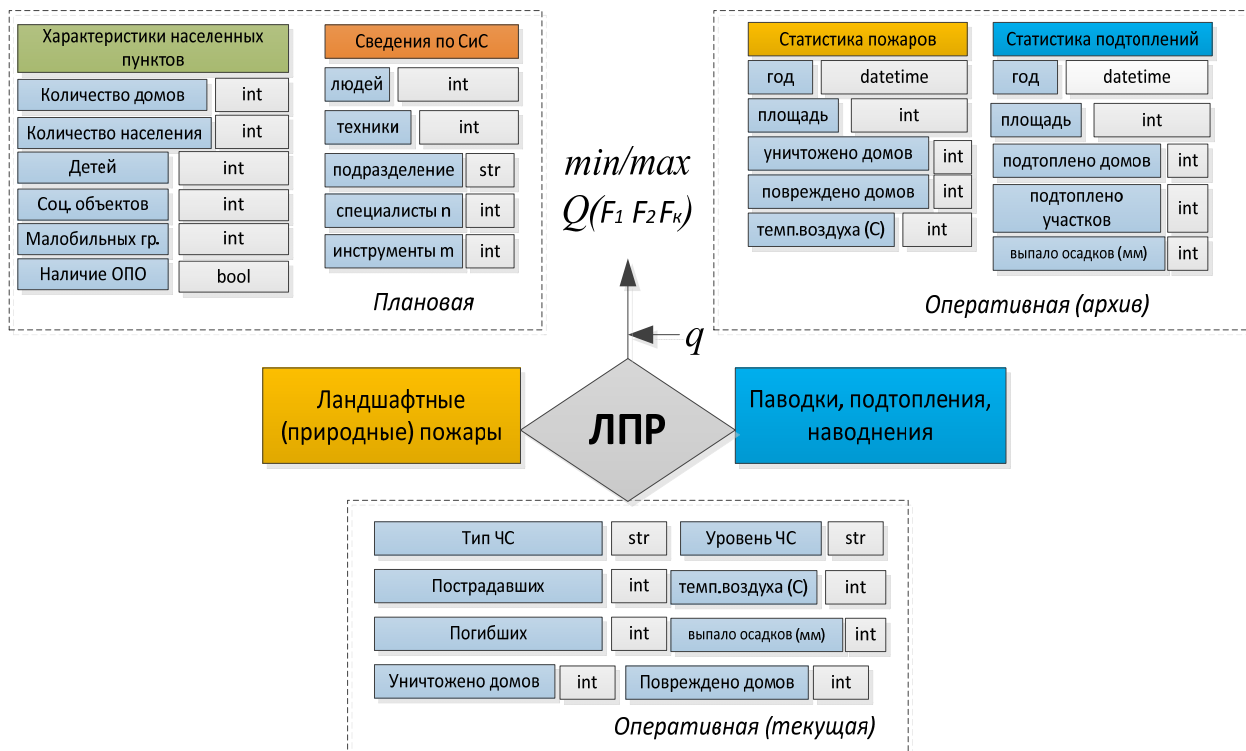 Характеристики населенных
пунктов
Количество домов int
Количество населения int
Детей int
Соц. объектов int
Малобильных гр. int
Наличие ОПО bool
Сведения по СиС
людей int
техники int
подразделение str
специалисты n int
инструменты m int
Плановая
min/max
Q(F1 F2 Fк)
q
Статистика пожаров
год datetime
площадь int
уничтожено домов int
повреждено домов int
темп.воздуха (С) int
Статистика подтоплений
год datetime
площадь int
подтоплено домов int
подтоплено
участков int
выпало осадков (мм) int
Оперативная (архив)
Ландшафтные
(природные) пожары
ЛПР
Паводки, подтопления,
наводнения
Тип ЧС str Уровень ЧС str
Пострадавших int темп.воздуха (С) int
Погибших int выпало осадков (мм) int
Уничтожено домов int Повреждено домов int
Оперативная (текущая)